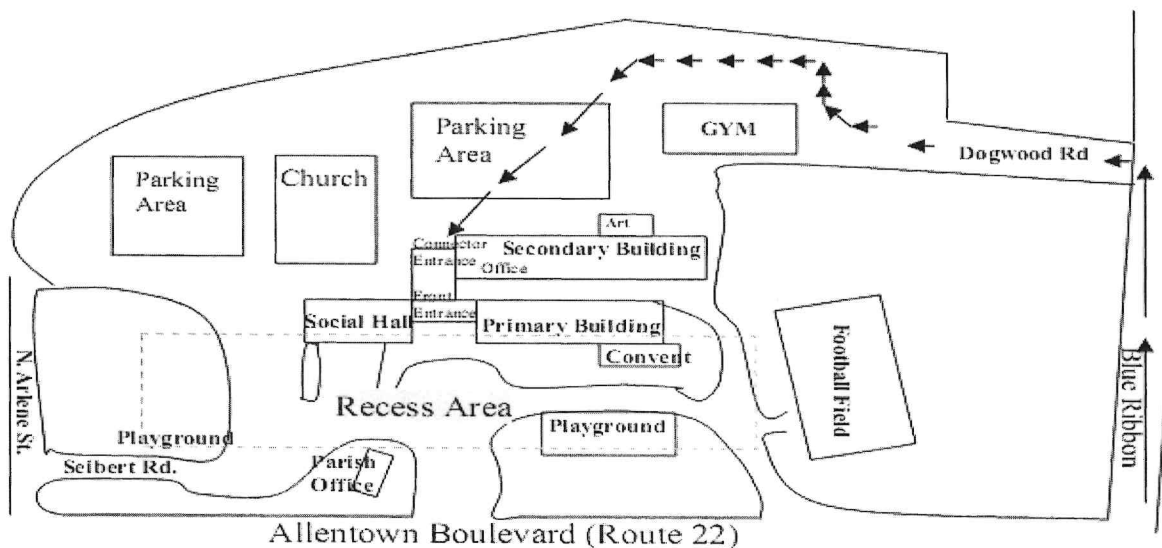 Parking
Area
GYM
Dogwood Rd
Parking
Area
Church
Art
Connector
Entrance
Secondary Building
Office
Front
Entrance
Social Hall
Primary Building
Convent
Football Field
Blue Ribbon
N. Arlene St.
Recess Area
Playground
Playground
Seibert Rd.
Parish
Office
Allentown Boulevard (Route 22)